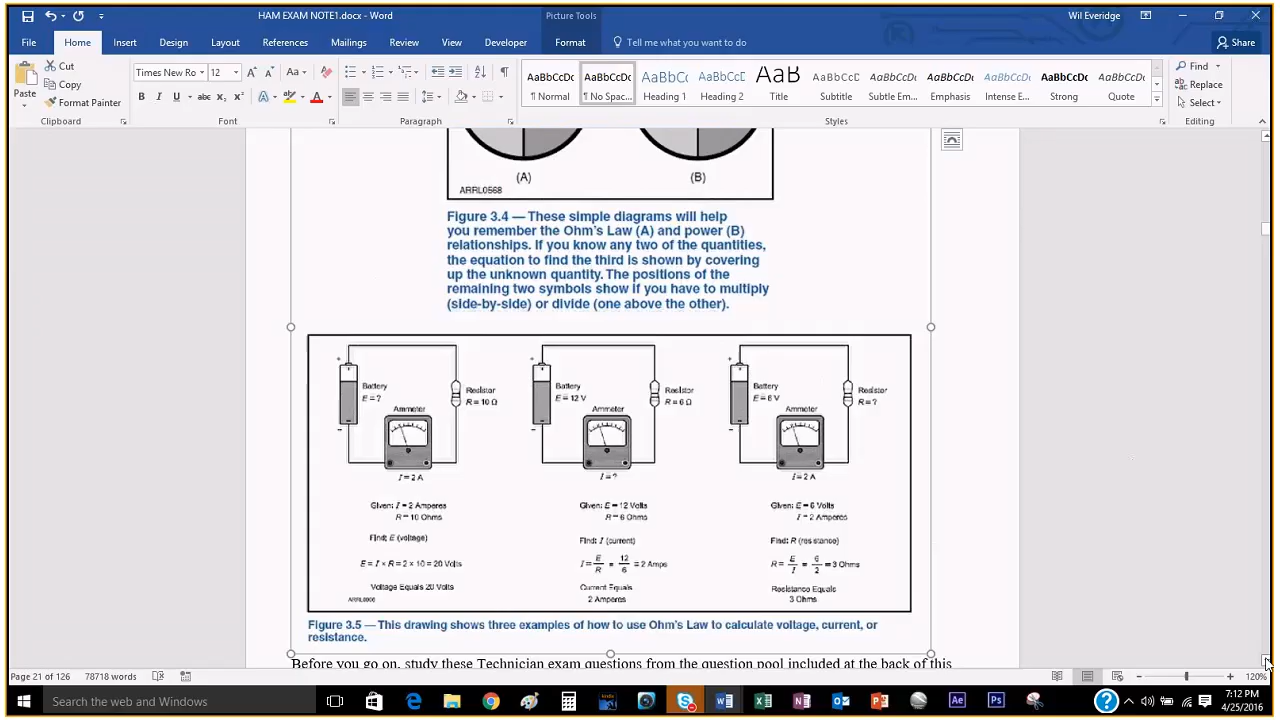 HAM EXAM NOTE1.docx - Word
Picture Tools
Wil Everidge
File
Home
Insert
Design
Layout
References
Mailings
Review
View
Developer
Format
Tell me what you want to do
Share
Paste
Cut
Copy
Format Painter
Clipboard
Times New Ro
12
Font
Paragraph
AaBbCcDc
¶ Normal
AaBbCcDc
¶ No Spac...
AaBbCc
Heading 1
AaBbCcDc
Heading 2
AaB
Title
AaBbCcD
Subtitle
AaBbCcDc
Subtle Em...
AaBbCcDc
Emphasis
AaBbCcDc
Intense E...
AaBbCcDc
Strong
AaBbCcDc
Quote
Styles
Find
Replace
Select
Editing
(A)
(B)
ARRL0568
Figure 3.4 — These simple diagrams will help
you remember the Ohm's Law (A) and power (B)
relationships. If you know any two of the quantities,
the equation to find the third is shown by covering
up the unknown quantity. The positions of the
remaining two symbols show if you have to multiply
(side-by-side) or divide (one above the other).
Battery
E = ?
Resistor
R = 10 Ω
Ammeter
I = 2 A
Given: I = 2 Amperes
R = 10 Ohms
Find: E (voltage)
E = I × R = 2 × 10 = 20 Volts
Voltage Equals 20 Volts
Battery
E = 12 V
Resistor
R = 6 Ω
Ammeter
I = ?
Given: E = 12 Volts
R = 6 Ohms
Find: I (current)
I = E/R = 12/6 = 2 Amps
Current Equals
2 Amperes
Battery
E = 6 V
Resistor
R = ?
Ammeter
I = 2 A
Given: E = 6 Volts
I = 2 Amperes
Find: R (resistance)
R = E/I = 6/2 = 3 Ohms
Resistance Equals
3 Ohms
Figure 3.5 — This drawing shows three examples of how to use Ohm's Law to calculate voltage, current, or
resistance.
Before you go on, study these Technician exam questions from the question pool included at the back of this
Page 21 of 126
78718 words
120%
Search the web and Windows
7:12 PM
4/25/2016